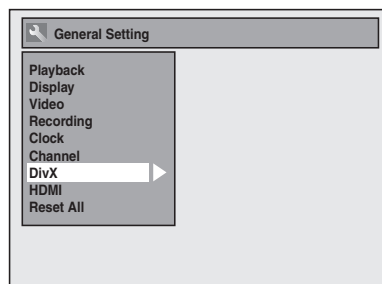 General Setting
Playback
Display
Video
Recording
Clock
Channel
DivX
HDMI
Reset All